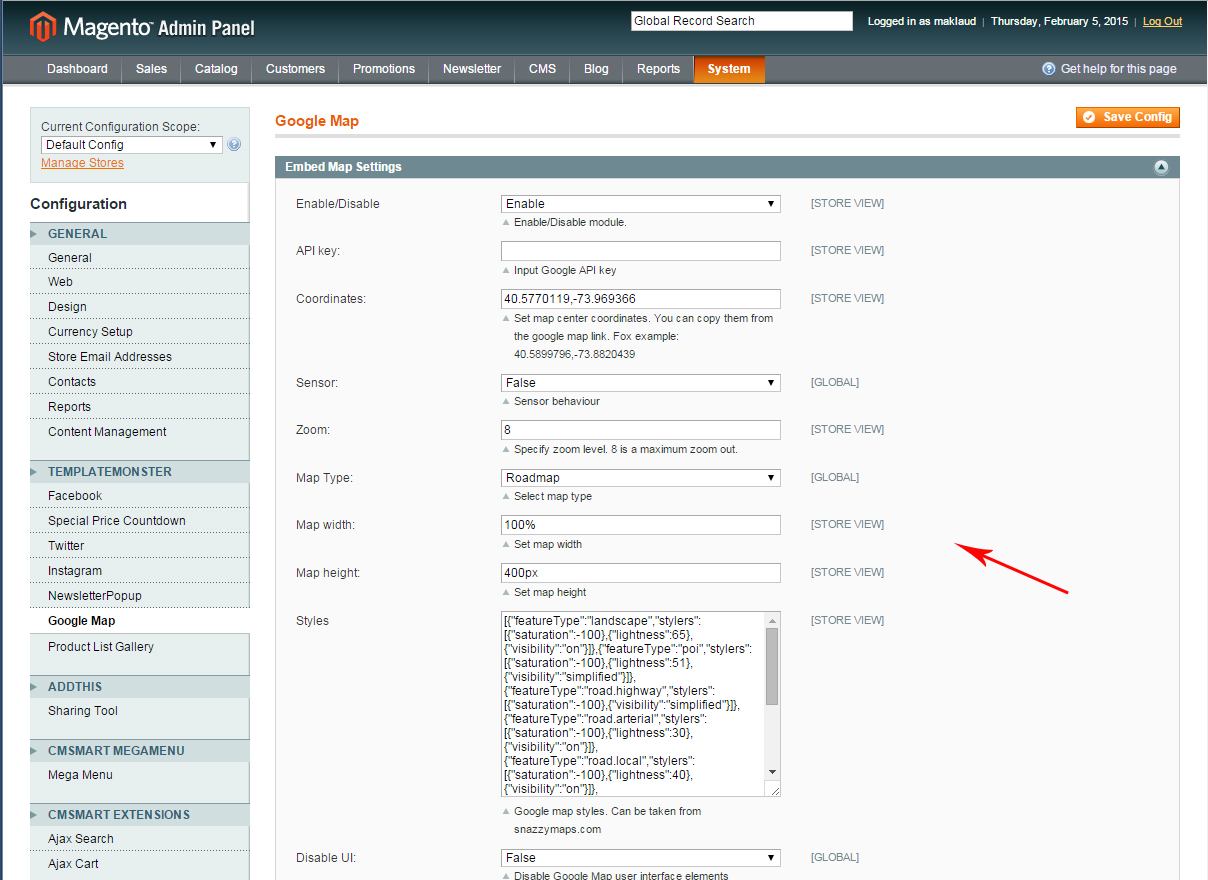 Magento Admin Panel
Global Record Search
Logged in as maklaud | Thursday, February 5, 2015 | Log Out
Dashboard
Sales
Catalog
Customers
Promotions
Newsletter
CMS
Blog
Reports
System
Get help for this page
Current Configuration Scope:
Default Config
Manage Stores
Configuration
GENERAL
General
Web
Design
Currency Setup
Store Email Addresses
Contacts
Reports
Content Management
TEMPLATEMONSTER
Facebook
Special Price Countdown
Twitter
Instagram
NewsletterPopup
Google Map
Product List Gallery
ADDTHIS
Sharing Tool
CMSMART MEGAMENU
Mega Menu
CMSMART EXTENSIONS
Ajax Search
Ajax Cart
Google Map
Save Config
Embed Map Settings
Enable/Disable
Enable
[STORE VIEW]
Enable/Disable module.
API key:
[STORE VIEW]
Input Google API key
Coordinates:
40.5770119,-73.969366
[STORE VIEW]
Set map center coordinates. You can copy them from
the google map link. Fox example:
40.5899796,-73.8820439
Sensor:
False
[GLOBAL]
Sensor behaviour
Zoom:
8
[STORE VIEW]
Specify zoom level. 8 is a maximum zoom out.
Map Type:
Roadmap
[GLOBAL]
Select map type
Map width:
100%
[STORE VIEW]
Set map width
Map height:
400px
[STORE VIEW]
Set map height
Styles
[STORE VIEW]
[{"featureType":"landscape","stylers":
[{"saturation":-100},{"lightness":65},
{"visibility":"on"}]},{"featureType":"poi","stylers":
[{"saturation":-100},{"lightness":51},
{"visibility":"simplified"}]},
{"featureType":"road.highway","stylers":
[{"saturation":-100},{"visibility":"simplified"}]},
{"featureType":"road.arterial","stylers":
[{"saturation":-100},{"lightness":30},
{"visibility":"on"}]},
{"featureType":"road.local","stylers":
[{"saturation":-100},{"lightness":40},
{"visibility":"on"}]},
Google map styles. Can be taken from
snazzymaps.com
Disable UI:
False
[GLOBAL]
Disable Google Map user interface elements